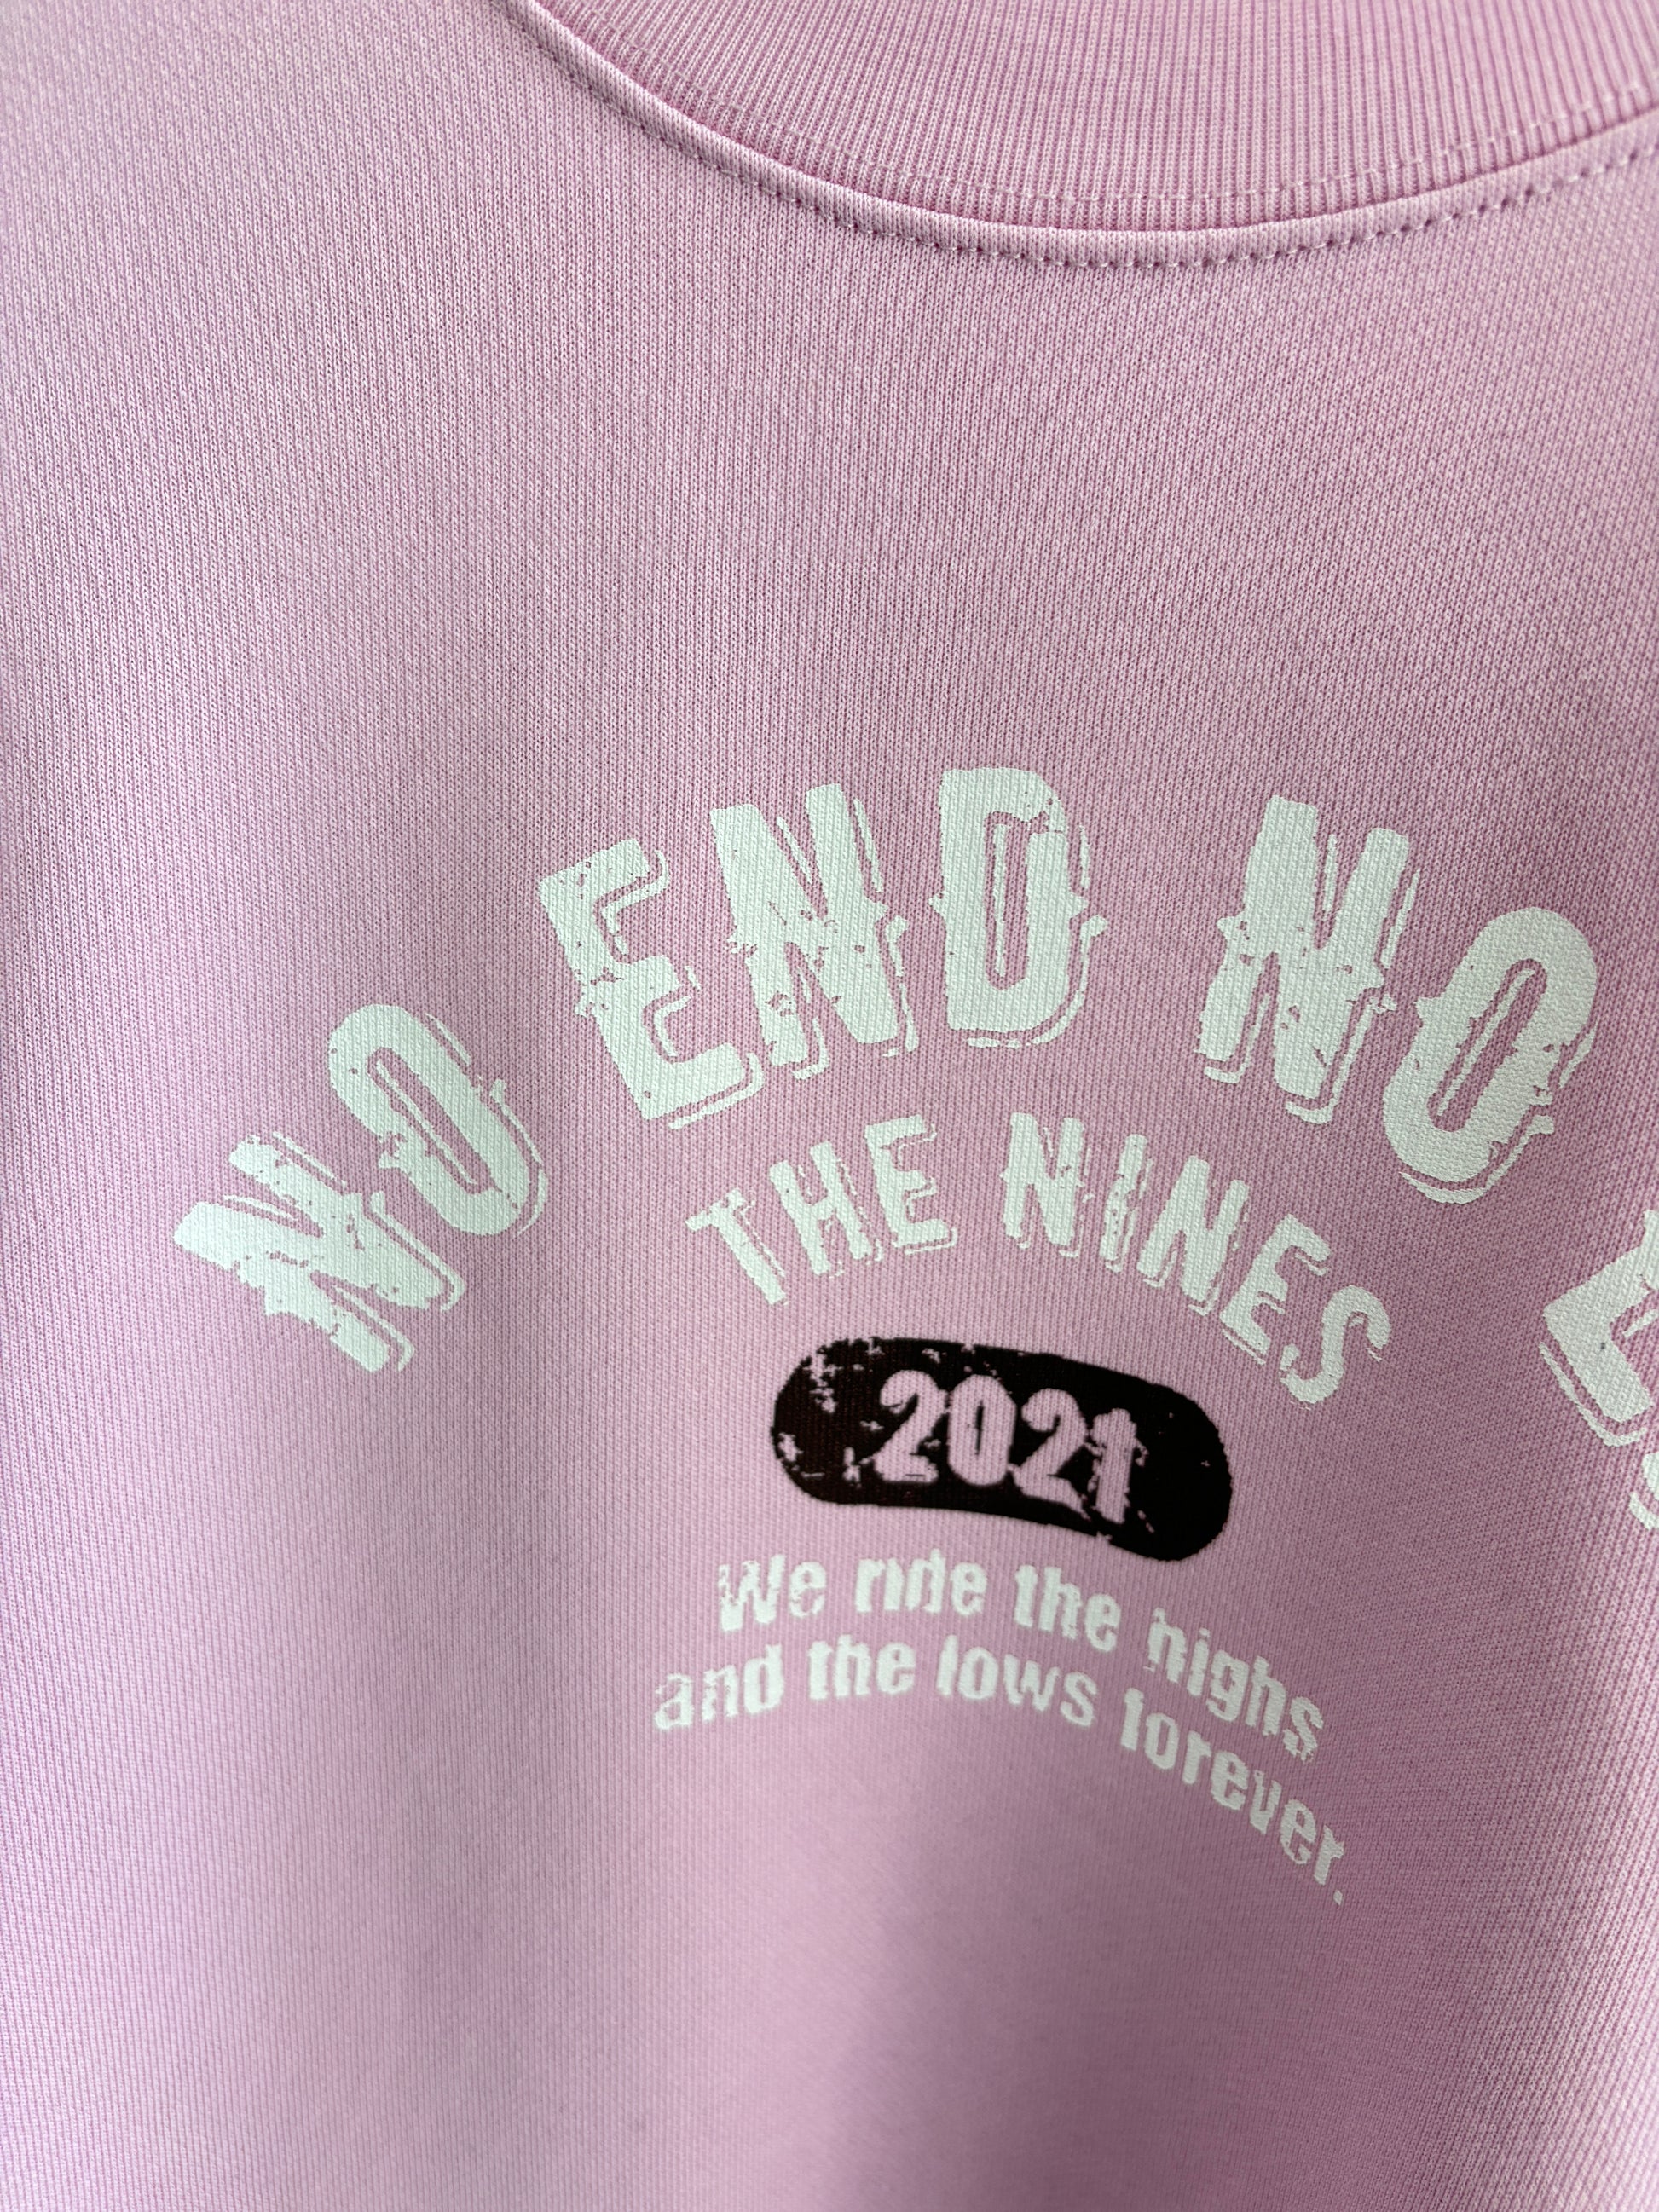 NO END NO
THE NINES
2021
We ride the highs
and the lows forever.